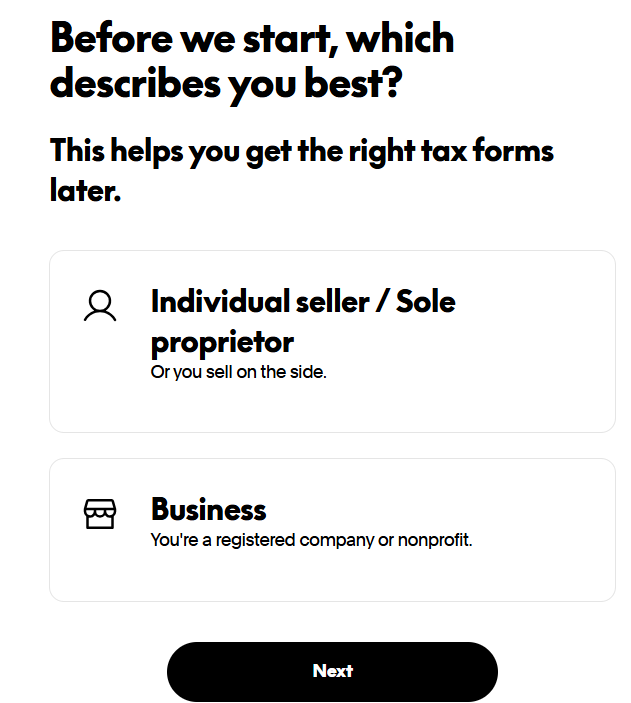 Before we start, which
describes you best?
This helps you get the right tax forms
later.
Individual seller / Sole
proprietor
Or you sell on the side.
Business
You're a registered company or nonprofit.
Next